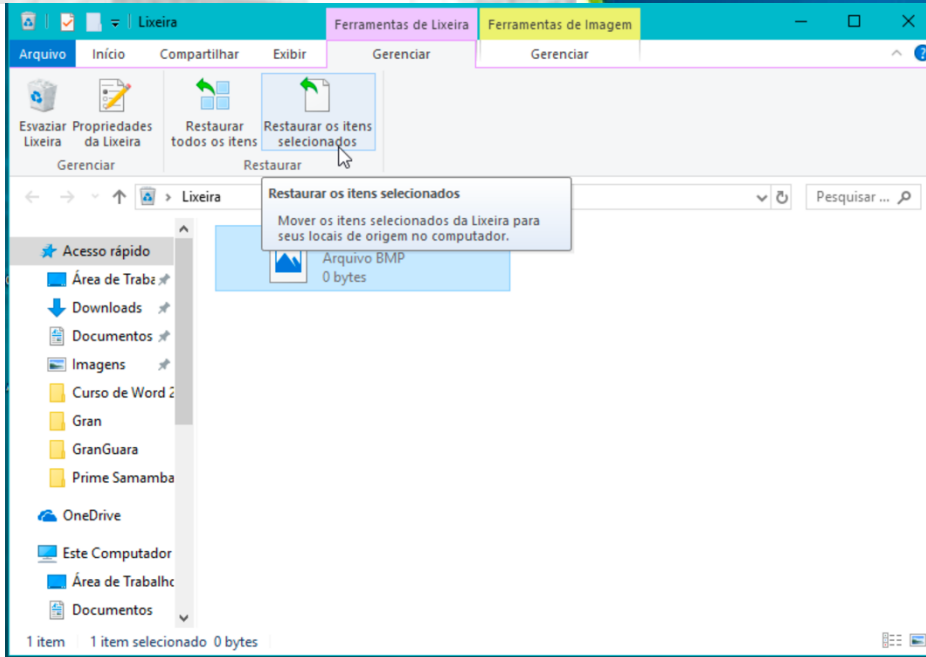 Lixeira
Ferramentas de Lixeira
Ferramentas de Imagem
Arquivo
Início
Compartilhar
Exibir
Gerenciar
Gerenciar
Esvaziar
Lixeira
Propriedades
da Lixeira
Restaurar
todos os itens
Restaurar os itens
selecionados
Gerenciar
Restaurar
Lixeira
Pesquisar ...
Restaurar os itens selecionados
Mover os itens selecionados da Lixeira para
seus locais de origem no computador.
Arquivo BMP
0 bytes
Acesso rápido
Área de Traba
Downloads
Documentos
Imagens
Curso de Word 2
Gran
GranGuara
Prime Samamba
OneDrive
Este Computador
Área de Trabalho
Documentos
1 item
1 item selecionado 0 bytes